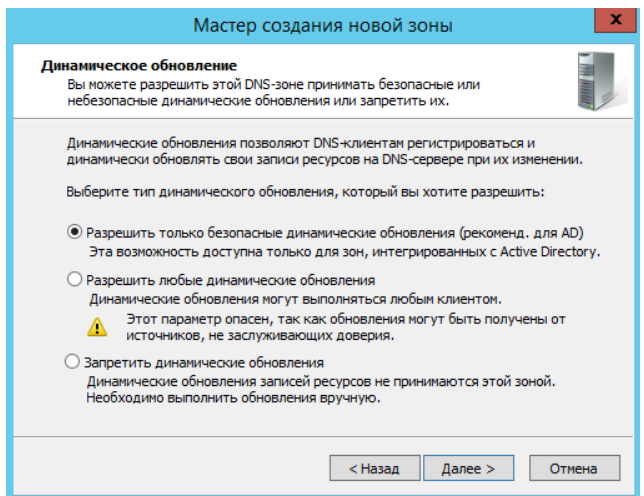 Мастер создания новой зоны
x
Динамическое обновление
Вы можете разрешить этой DNS-зоне принимать безопасные или
небезопасные динамические обновления или запретить их.
Динамические обновления позволяют DNS-клиентам регистрироваться и
динамически обновлять свои записи ресурсов на DNS-сервере при их изменении.
Выберите тип динамического обновления, который вы хотите разрешить:
Разрешить только безопасные динамические обновления (рекоменд. для AD)
Эта возможность доступна только для зон, интегрированных с Active Directory.
Разрешить любые динамические обновления
Динамические обновления могут выполняться любым клиентом.
Этот параметр опасен, так как обновления могут быть получены от
источников, не заслуживающих доверия.
Запретить динамические обновления
Динамические обновления записей ресурсов не принимаются этой зоной.
Необходимо выполнить обновления вручную.
< Назад Далее > Отмена